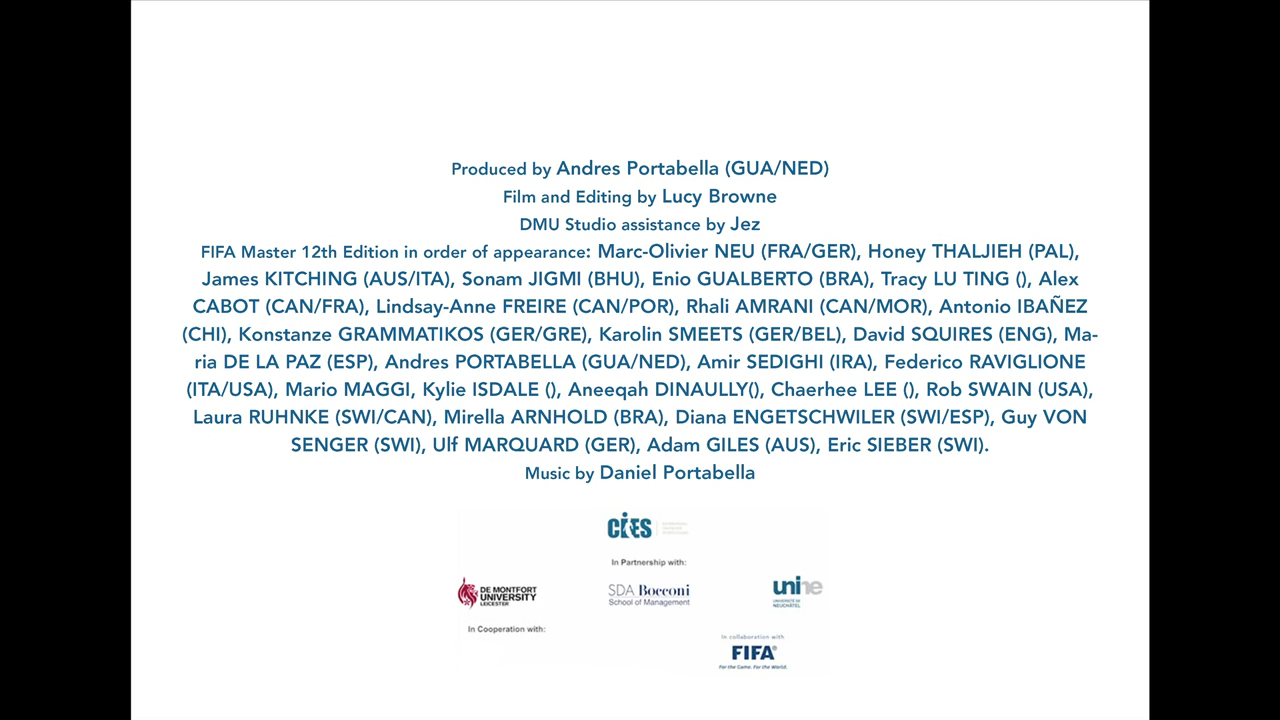 Produced by Andres Portabella (GUA/NED)
Film and Editing by Lucy Browne
DMU Studio assistance by Jez
FIFA Master 12th Edition in order of appearance: Marc-Olivier NEU (FRA/GER), Honey THALJIEH (PAL),
James KITCHING (AUS/ITA), Sonam JIGMI (BHU), Enio GUALBERTO (BRA), Tracy LU TING (), Alex
CABOT (CAN/FRA), Lindsay-Anne FREIRE (CAN/POR), Rhali AMRANI (CAN/MOR), Antonio IBAÑEZ
(CHI), Konstanze GRAMMATIKOS (GER/GRE), Karolin SMEETS (GER/BEL), David SQUIRES (ENG), Ma-
ria DE LA PAZ (ESP), Andres PORTABELLA (GUA/NED), Amir SEDIGHI (IRA), Federico RAVIGLIONE
(ITA/USA), Mario MAGGI, Kylie ISDALE (), Aneeqah DINAULLY(), Chaerhee LEE (), Rob SWAIN (USA),
Laura RUHNKE (SWI/CAN), Mirella ARNHOLD (BRA), Diana ENGETSCHWILER (SWI/ESP), Guy VON
SENGER (SWI), Ulf MARQUARD (GER), Adam GILES (AUS), Eric SIEBER (SWI).
Music by Daniel Portabella
CIES
In Partnership with:
DE MONTFORT
UNIVERSITY
LEICESTER
SDA Bocconi
School of Management
unine
UNIVERSITÉ DE
NEUCHÂTEL
In Cooperation with:
In collaboration with
FIFA®
For the Game. For the World.